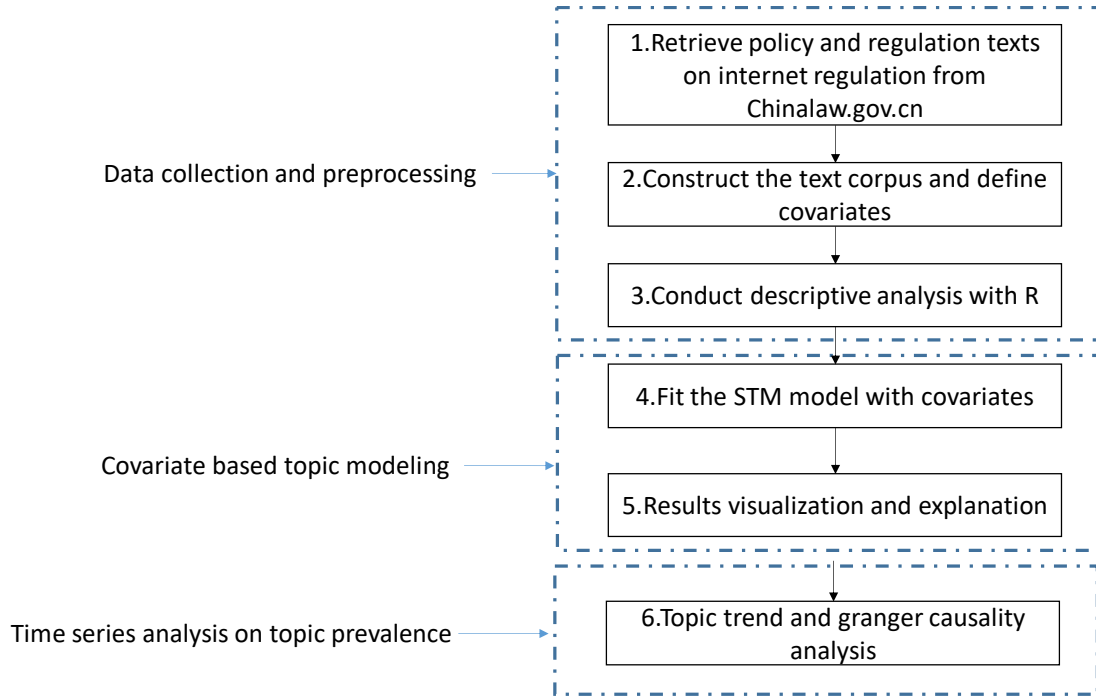 1.Retrieve policy and regulation texts
on internet regulation from
Chinalaw.gov.cn
Data collection and preprocessing
2.Construct the text corpus and define
covariates
3.Conduct descriptive analysis with R
4.Fit the STM model with covariates
Covariate based topic modeling
5.Results visualization and explanation
Time series analysis on topic prevalence
6.Topic trend and granger causality
analysis